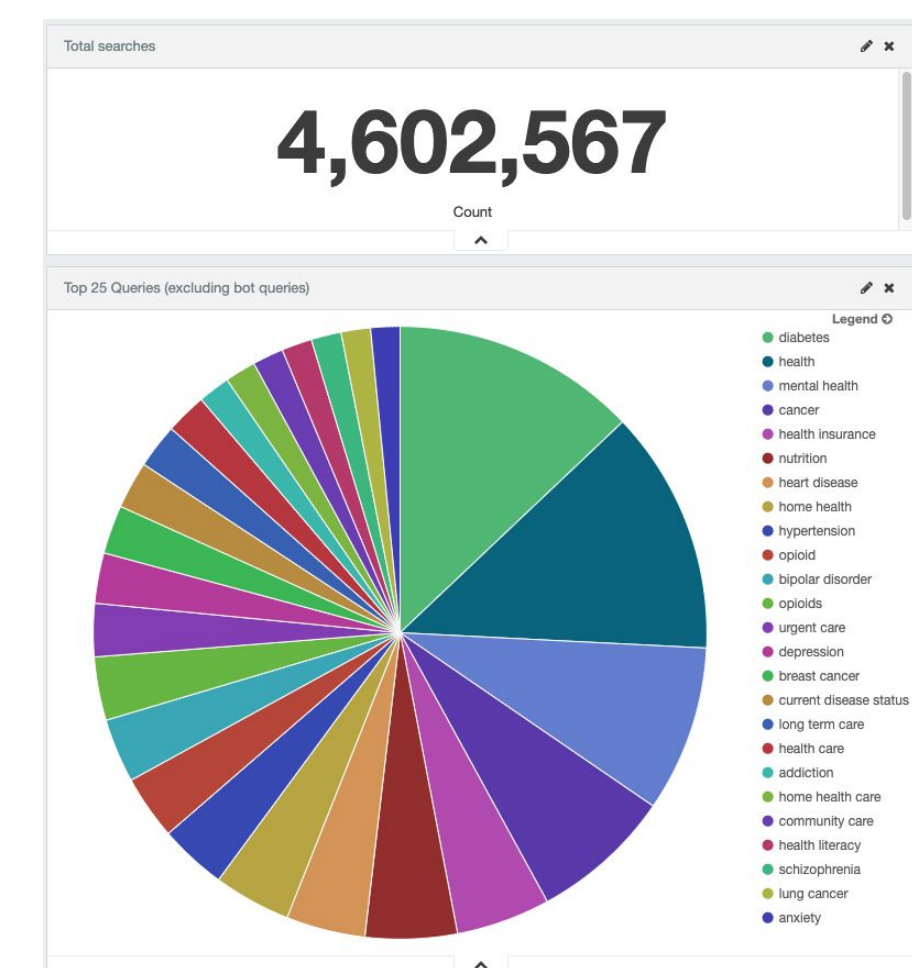 Total searches
4,602,567
Count
Top 25 Queries (excluding bot queries)
Legend
diabetes
health
mental health
cancer
health insurance
nutrition
heart disease
home health
hypertension
opioid
bipolar disorder
opioids
urgent care
depression
breast cancer
current disease status
long term care
health care
addiction
home health care
community care
health literacy
schizophrenia
lung cancer
anxiety